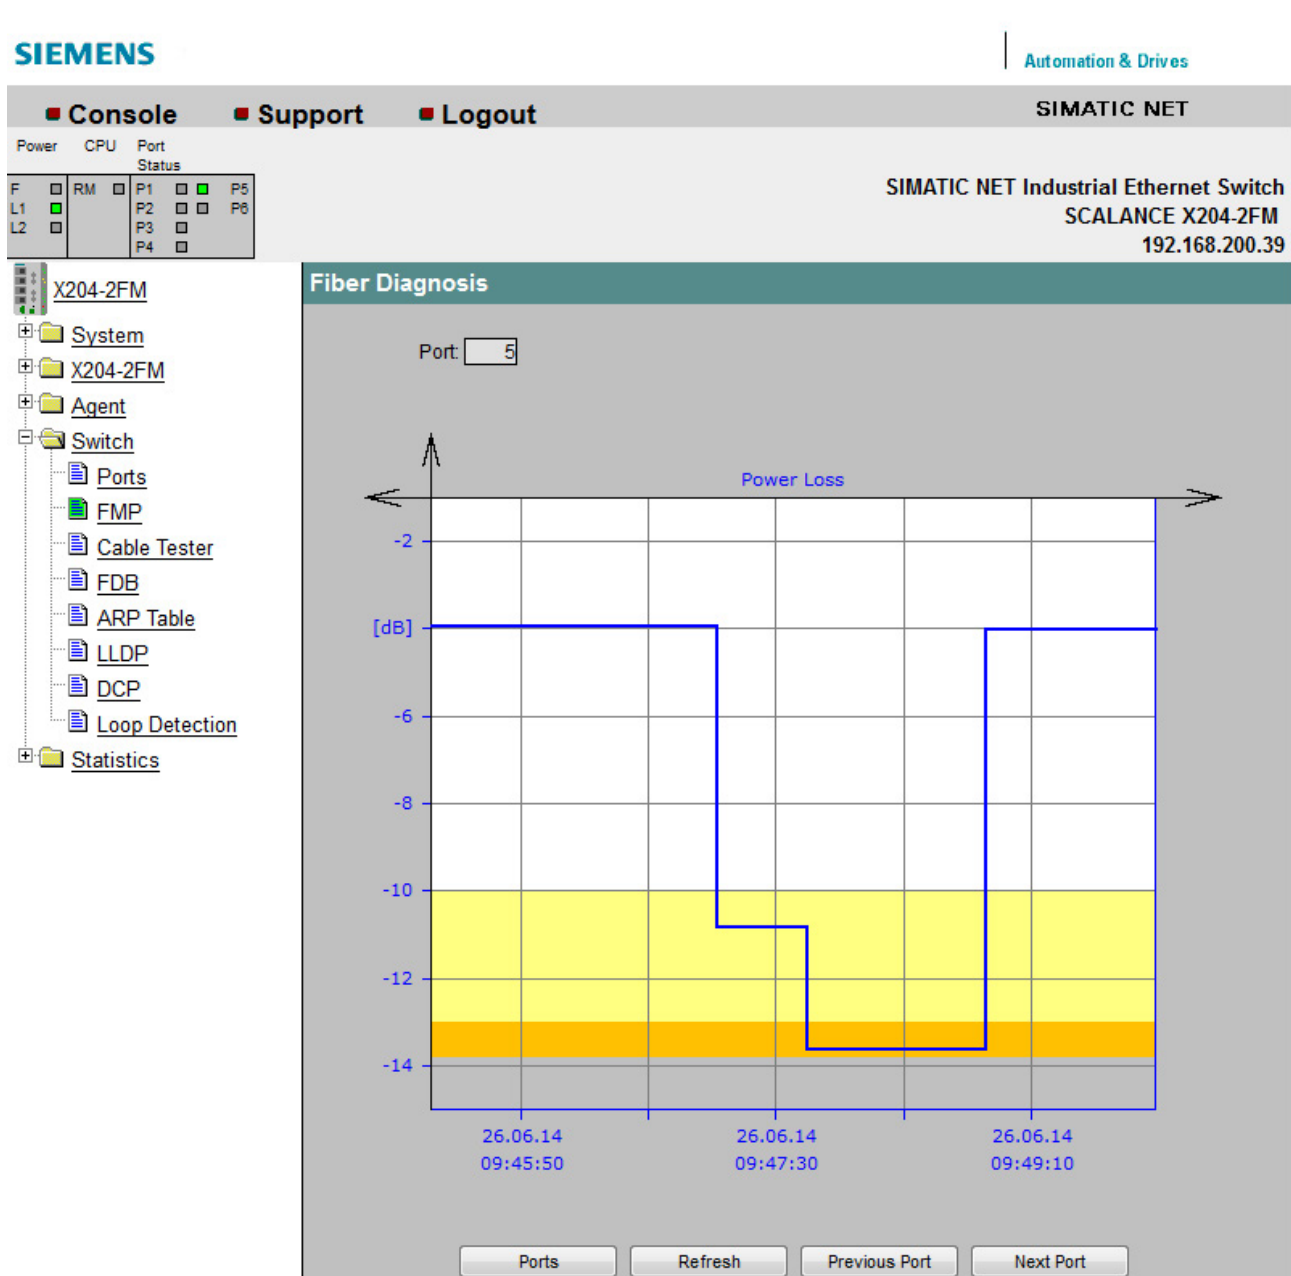 SIEMENS
Automation & Drives
Console Support Logout SIMATIC NET
Power CPU Port
Status
F RM P1 P5
L1 P2 P6
L2 P3
P4
SIMATIC NET Industrial Ethernet Switch
SCALANCE X204-2FM
192.168.200.39
X204-2FM
System
X204-2FM
Agent
Switch
Ports
FMP
Cable Tester
FDB
ARP Table
LLDP
DCP
Loop Detection
Statistics
Fiber Diagnosis
Port: 5
Power Loss
-2
[dB]
-6
-8
-10
-12
-14
26.06.14 26.06.14 26.06.14
09:45:50 09:47:30 09:49:10
Ports Refresh Previous Port Next Port